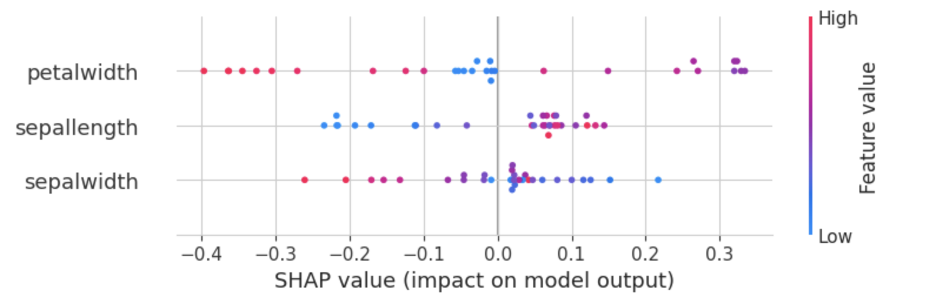 High
petalwidth
sepallength
sepalwidth
Feature value
Low
−0.4 −0.3 −0.2 −0.1 0.0 0.1 0.2 0.3
SHAP value (impact on model output)